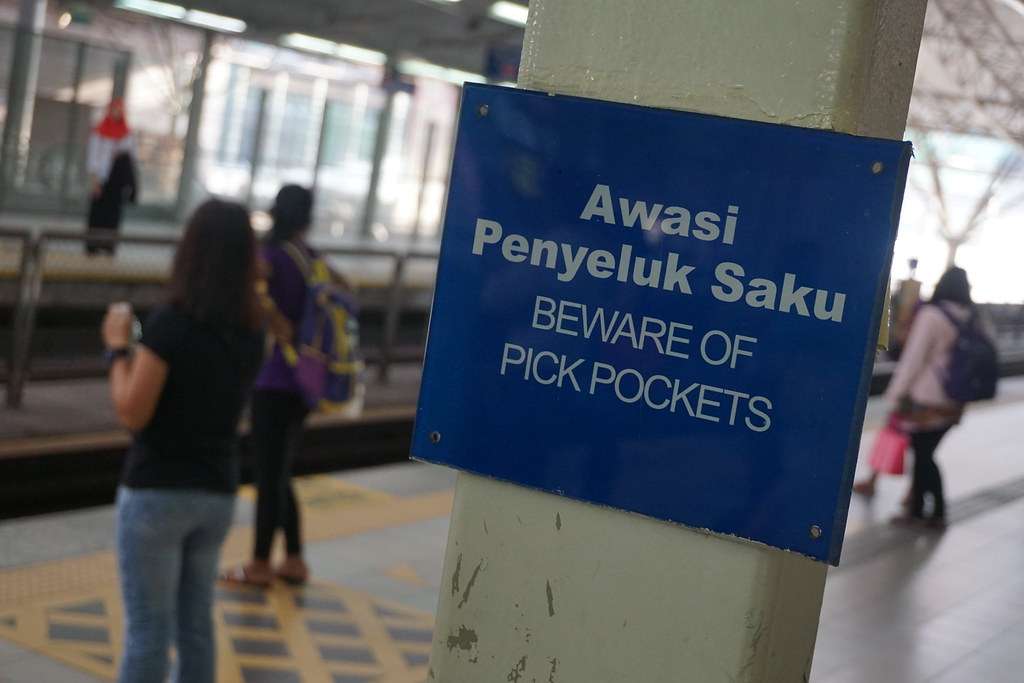 Awasi
Penyeluk Saku
BEWARE OF
PICK POCKETS